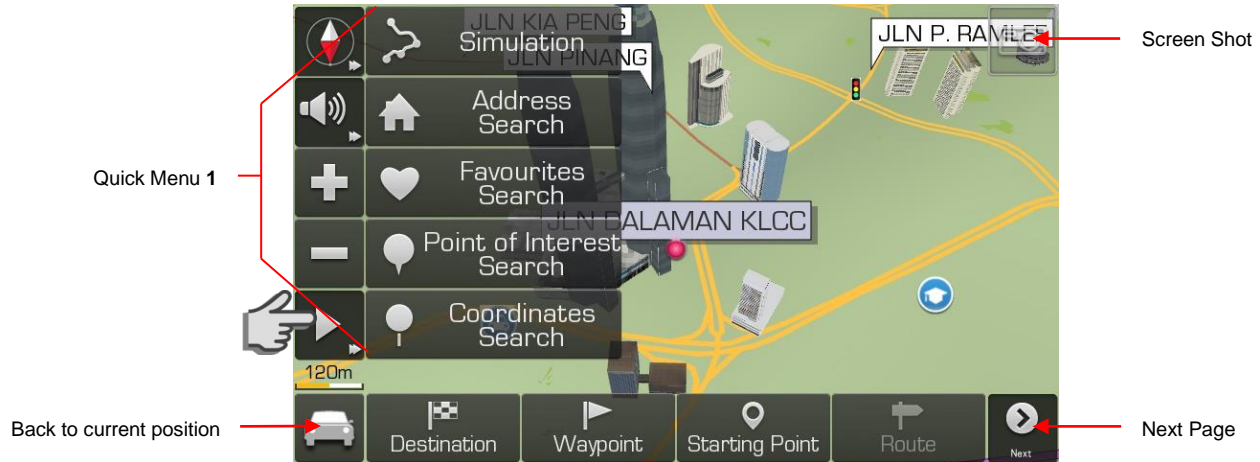 JLN KIA PENG
JLN PINANG
JLN P. RAMLEE
Screen Shot
Simulation
Address
Search
Quick Menu 1
Favourites
Search
JLN DALAMAN KLCC
Point of Interest
Search
Coordinates
Search
120m
Back to current position
Destination
Waypoint
Starting Point
Route
Next
Next Page